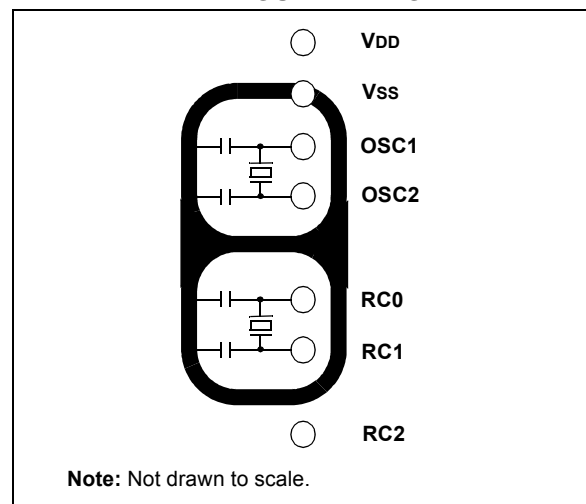 VDD
VSS
OSC1
OSC2
RC0
RC1
RC2
Note: Not drawn to scale.